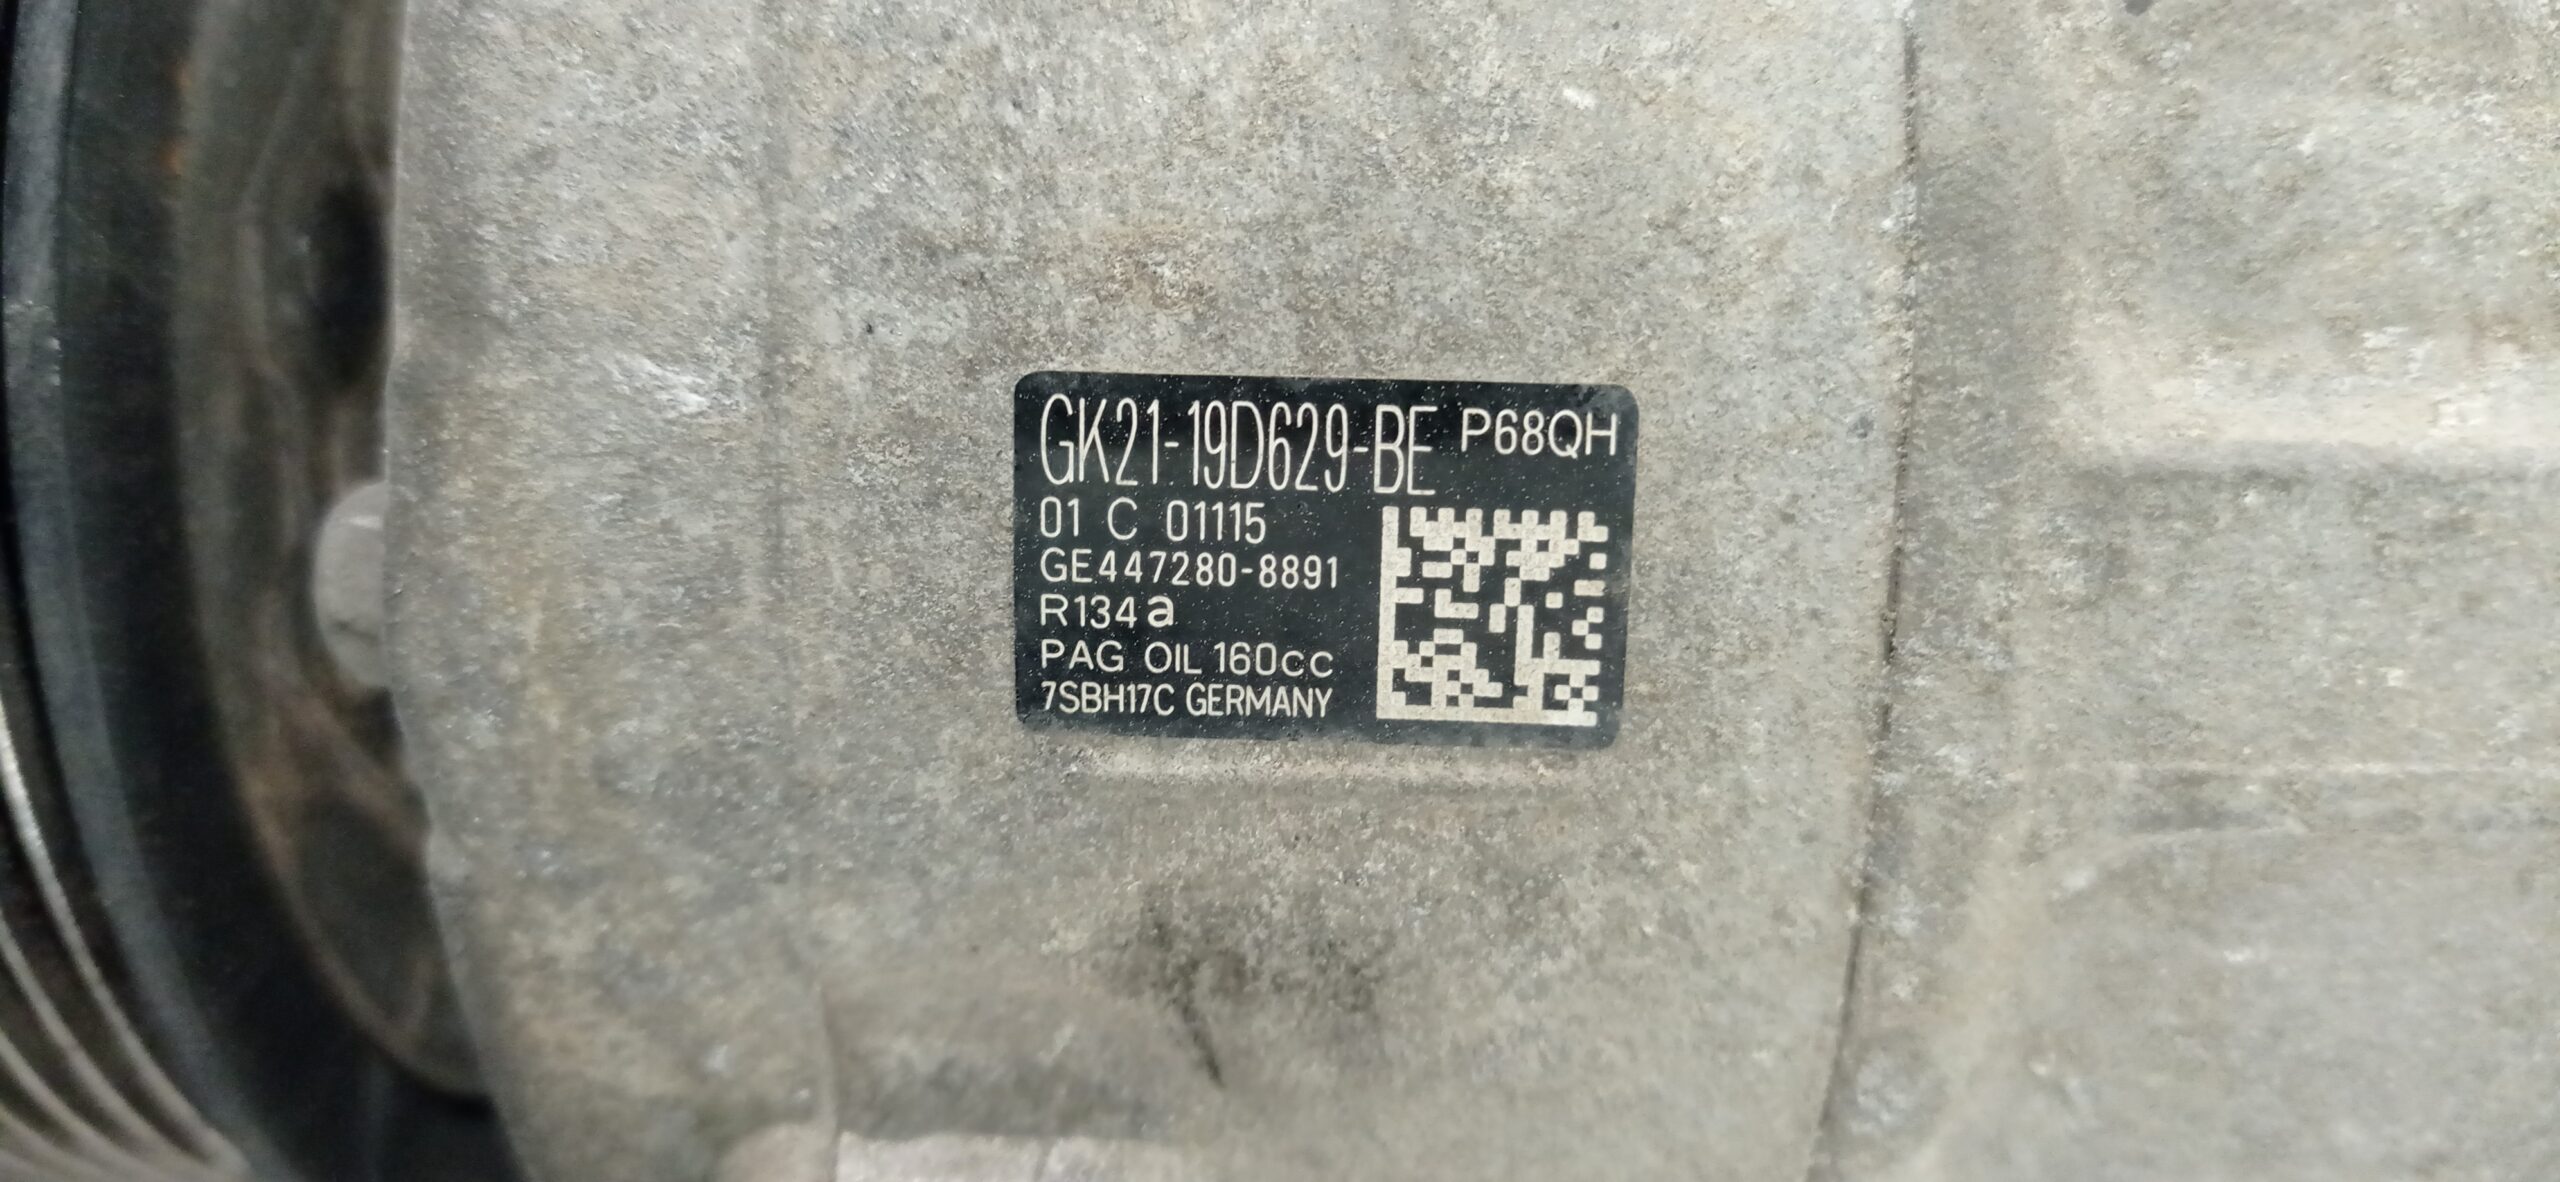 GK21-19D629-BE P68QH
01 C 01115
GE447280-8891
R134a
PAG OIL 160cc
7SBH17C GERMANY